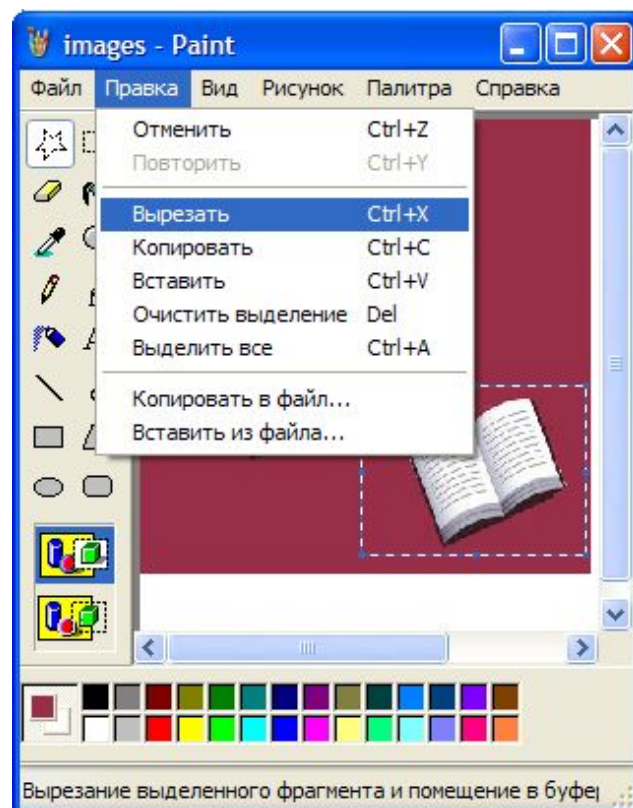 images - Paint
Файл Правка Вид Рисунок Палитра Справка
Отменить Ctrl+Z
Повторить Ctrl+Y
Вырезать Ctrl+X
Копировать Ctrl+C
Вставить Ctrl+V
Очистить выделение Del
Выделить все Ctrl+A
Копировать в файл...
Вставить из файла...
Вырезание выделенного фрагмента и помещение в